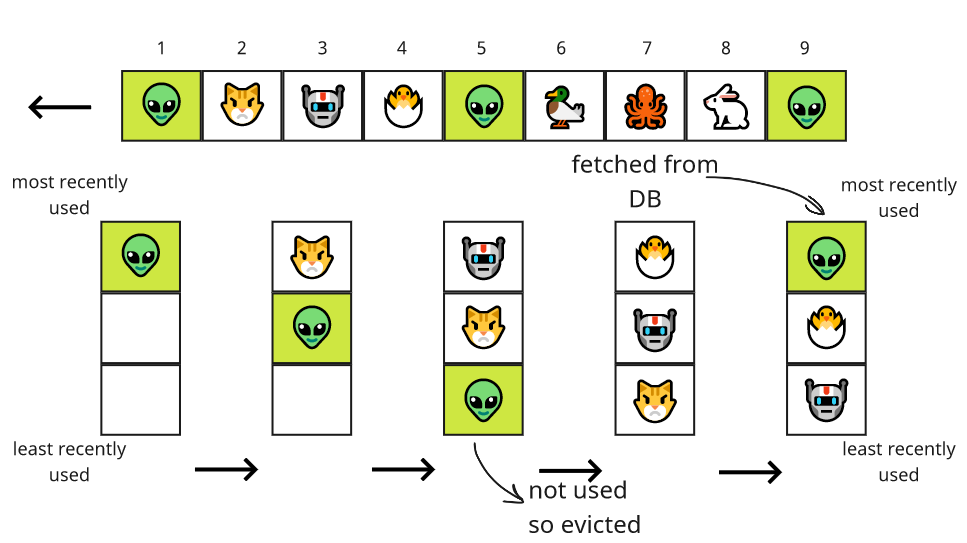 1 2 3 4 5 6 7 8 9
fetched from
DB
most recently
used
most recently
used
least recently
used
least recently
used
not used
so evicted